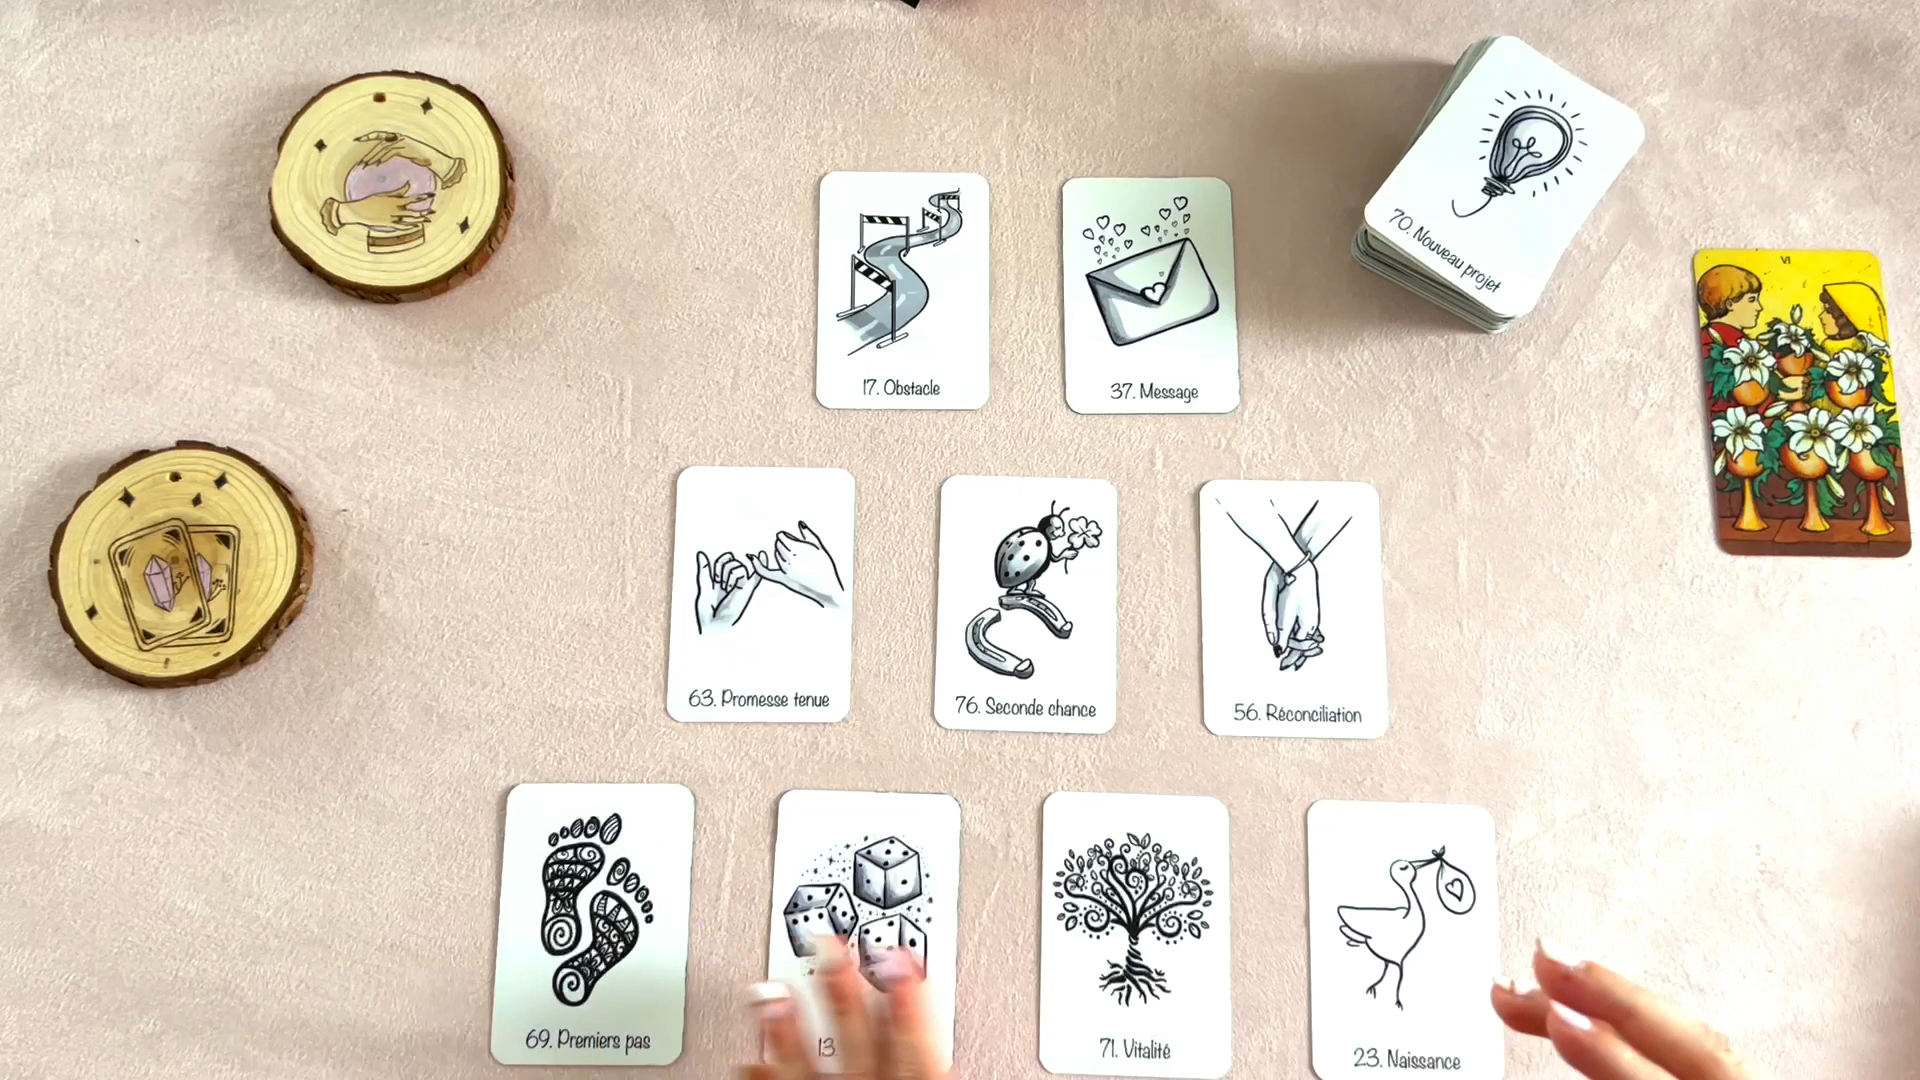 70. Nouveau projet
VI
17. Obstacle
37. Message
63. Promesse tenue
76. Seconde chance
56. Réconciliation
69. Premiers pas
13.
71. Vitalité
23. Naissance